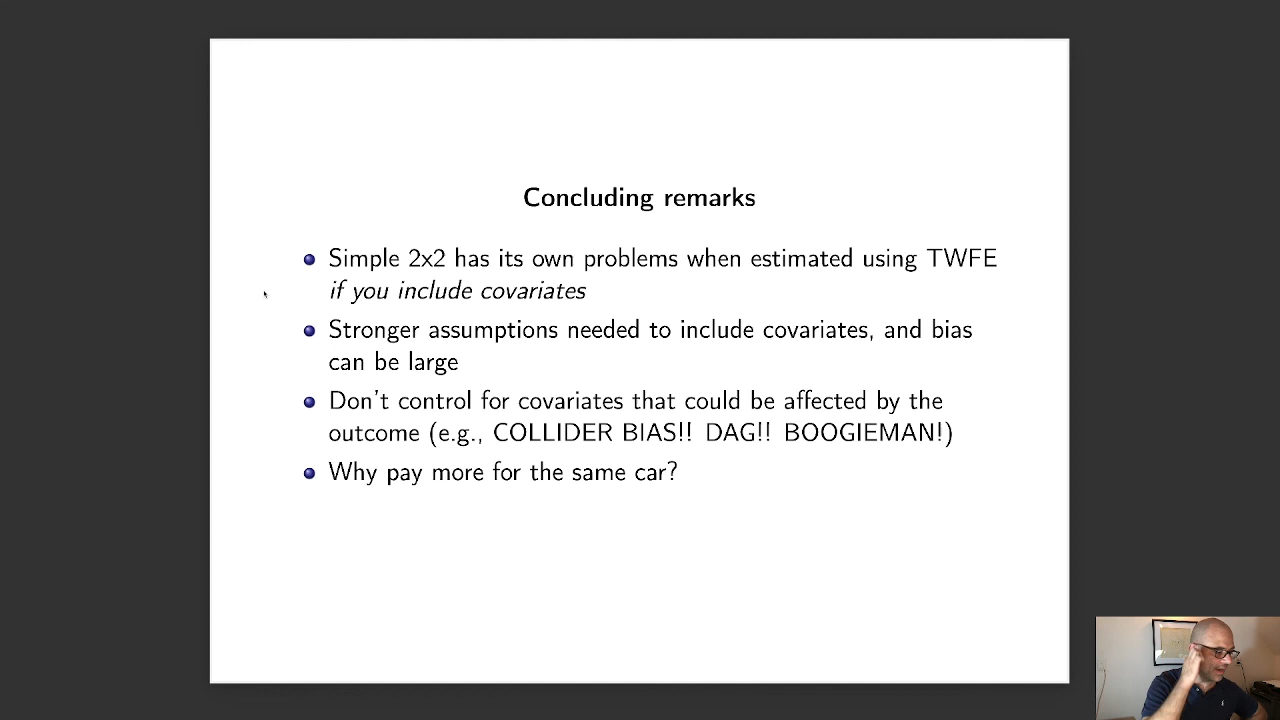 Concluding remarks
Simple 2x2 has its own problems when estimated using TWFE
if you include covariates
Stronger assumptions needed to include covariates, and bias
can be large
Don't control for covariates that could be affected by the
outcome (e.g., COLLIDER BIAS!! DAG!! BOOGIEMAN!)
Why pay more for the same car?